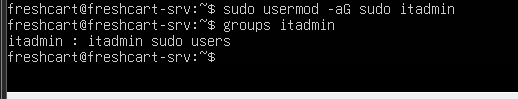 freshcart@freshcart-srv:~$ sudo usermod -aG sudo itadmin
freshcart@freshcart-srv:~$ groups itadmin
itadmin : itadmin sudo users
freshcart@freshcart-srv:~$